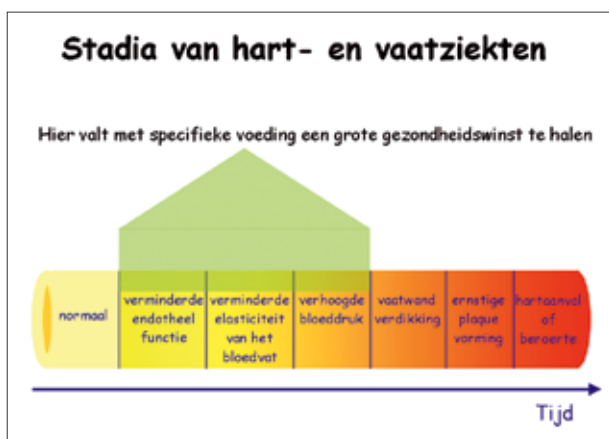 Stadia van hart- en vaatziekten
Hier valt met specifieke voeding een grote gezondheidswinst te halen
normaal
verminderde
endotheel
functie
verminderde
elasticiteit
van het
bloedvat
verhoogde
bloeddruk
vaatwand
verdikking
ernstige
plaque
vorming
hartaanval
of
beroerte
Tijd